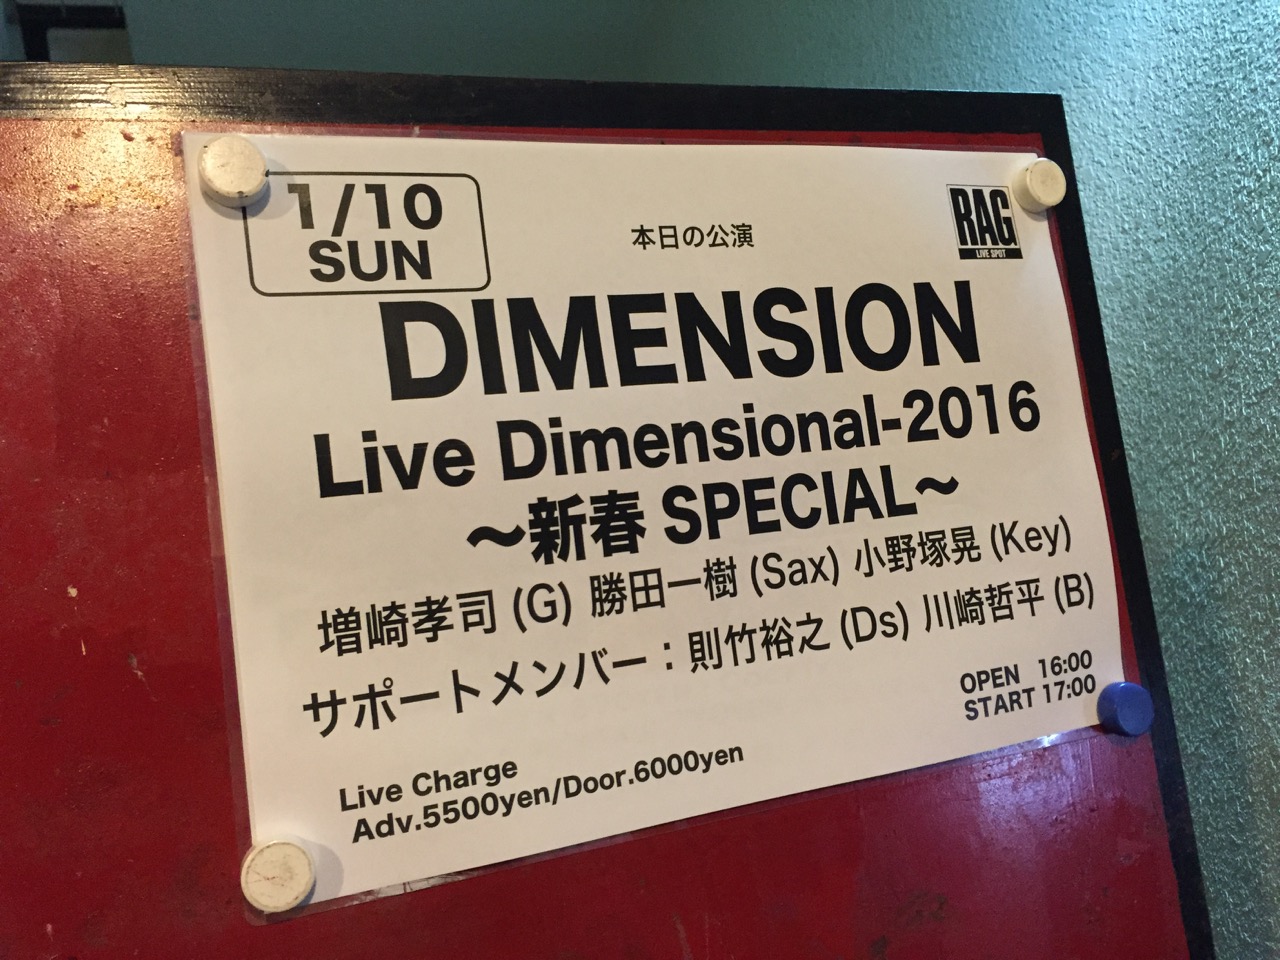 1/10
SUN
本日の公演
RAG
LIVE SPOT
DIMENSION
Live Dimensional-2016
～新春 SPECIAL～
増崎孝司 (G) 勝田一樹 (Sax) 小野塚晃 (Key)
サポートメンバー：則竹裕之 (Ds) 川崎哲平 (B)
OPEN 16:00
START 17:00
Live Charge
Adv.5500yen/Door.6000yen